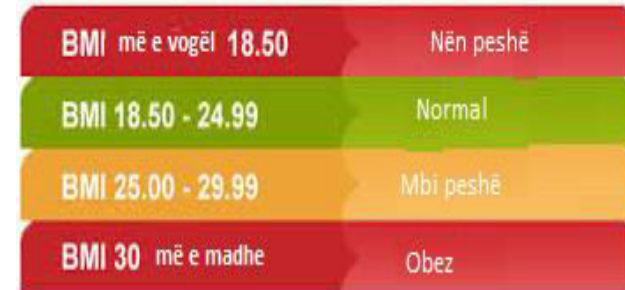 BMI më e vogël 18.50 Nën peshë
BMI 18.50 - 24.99 Normal
BMI 25.00 - 29.99 Mbi peshë
BMI 30 më e madhe Obez